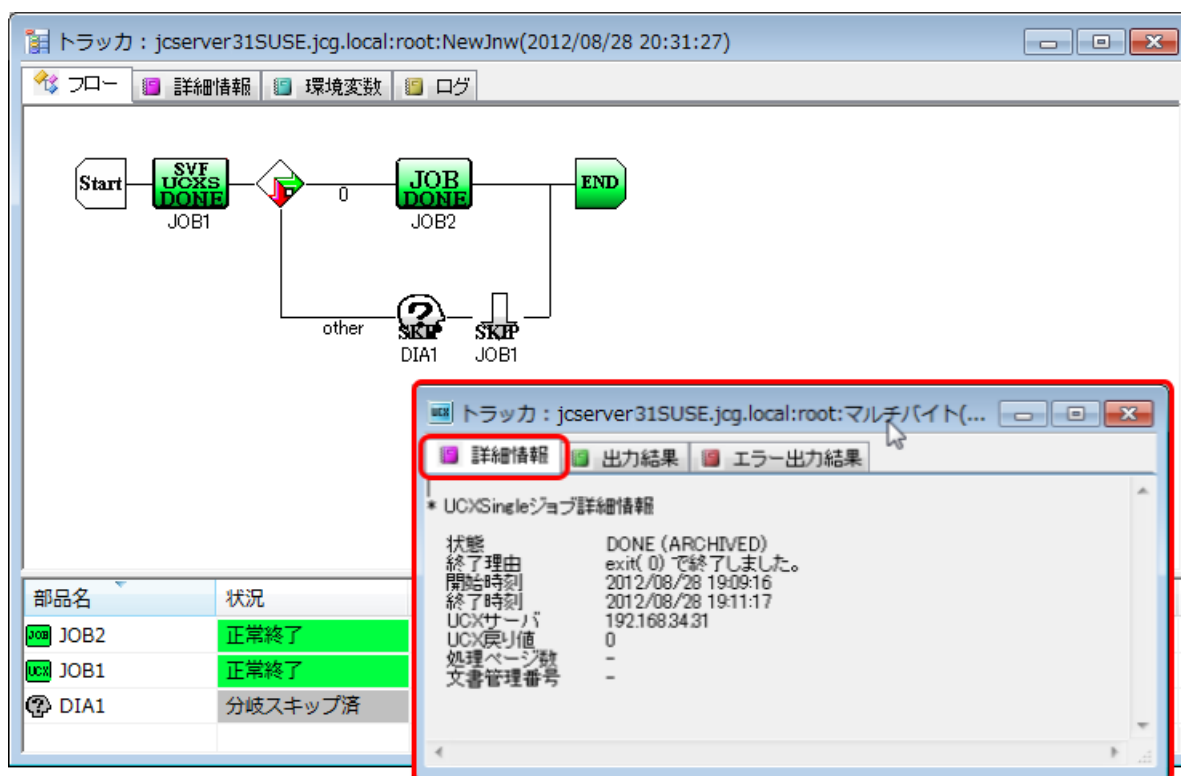 トラッカ : jcserver31SUSE.jcg.local:root:NewJnw(2012/08/28 20:31:27)
フロー 詳細情報 環境変数 ログ
Start
SVF
UCXS
DONE
JOB1
0
JOB
DONE
JOB2
END
other
SKIP
DIA1
SKIP
JOB1
トラッカ : jcserver31SUSE.jcg.local:root:マルチバイト(...
詳細情報 出力結果 エラー出力結果
* UCXSingleジョブ詳細情報
状態 DONE (ARCHIVED)
終了理由 exit( 0) で終了しました。
開始時刻 2012/08/28 19:09:16
終了時刻 2012/08/28 19:11:17
UCXサーバ 192.168.34.31
UCX戻り値 0
処理ページ数 -
文書管理番号 -
部品名 状況
JOB JOB2 正常終了
UCX JOB1 正常終了
DIA1 分岐スキップ済